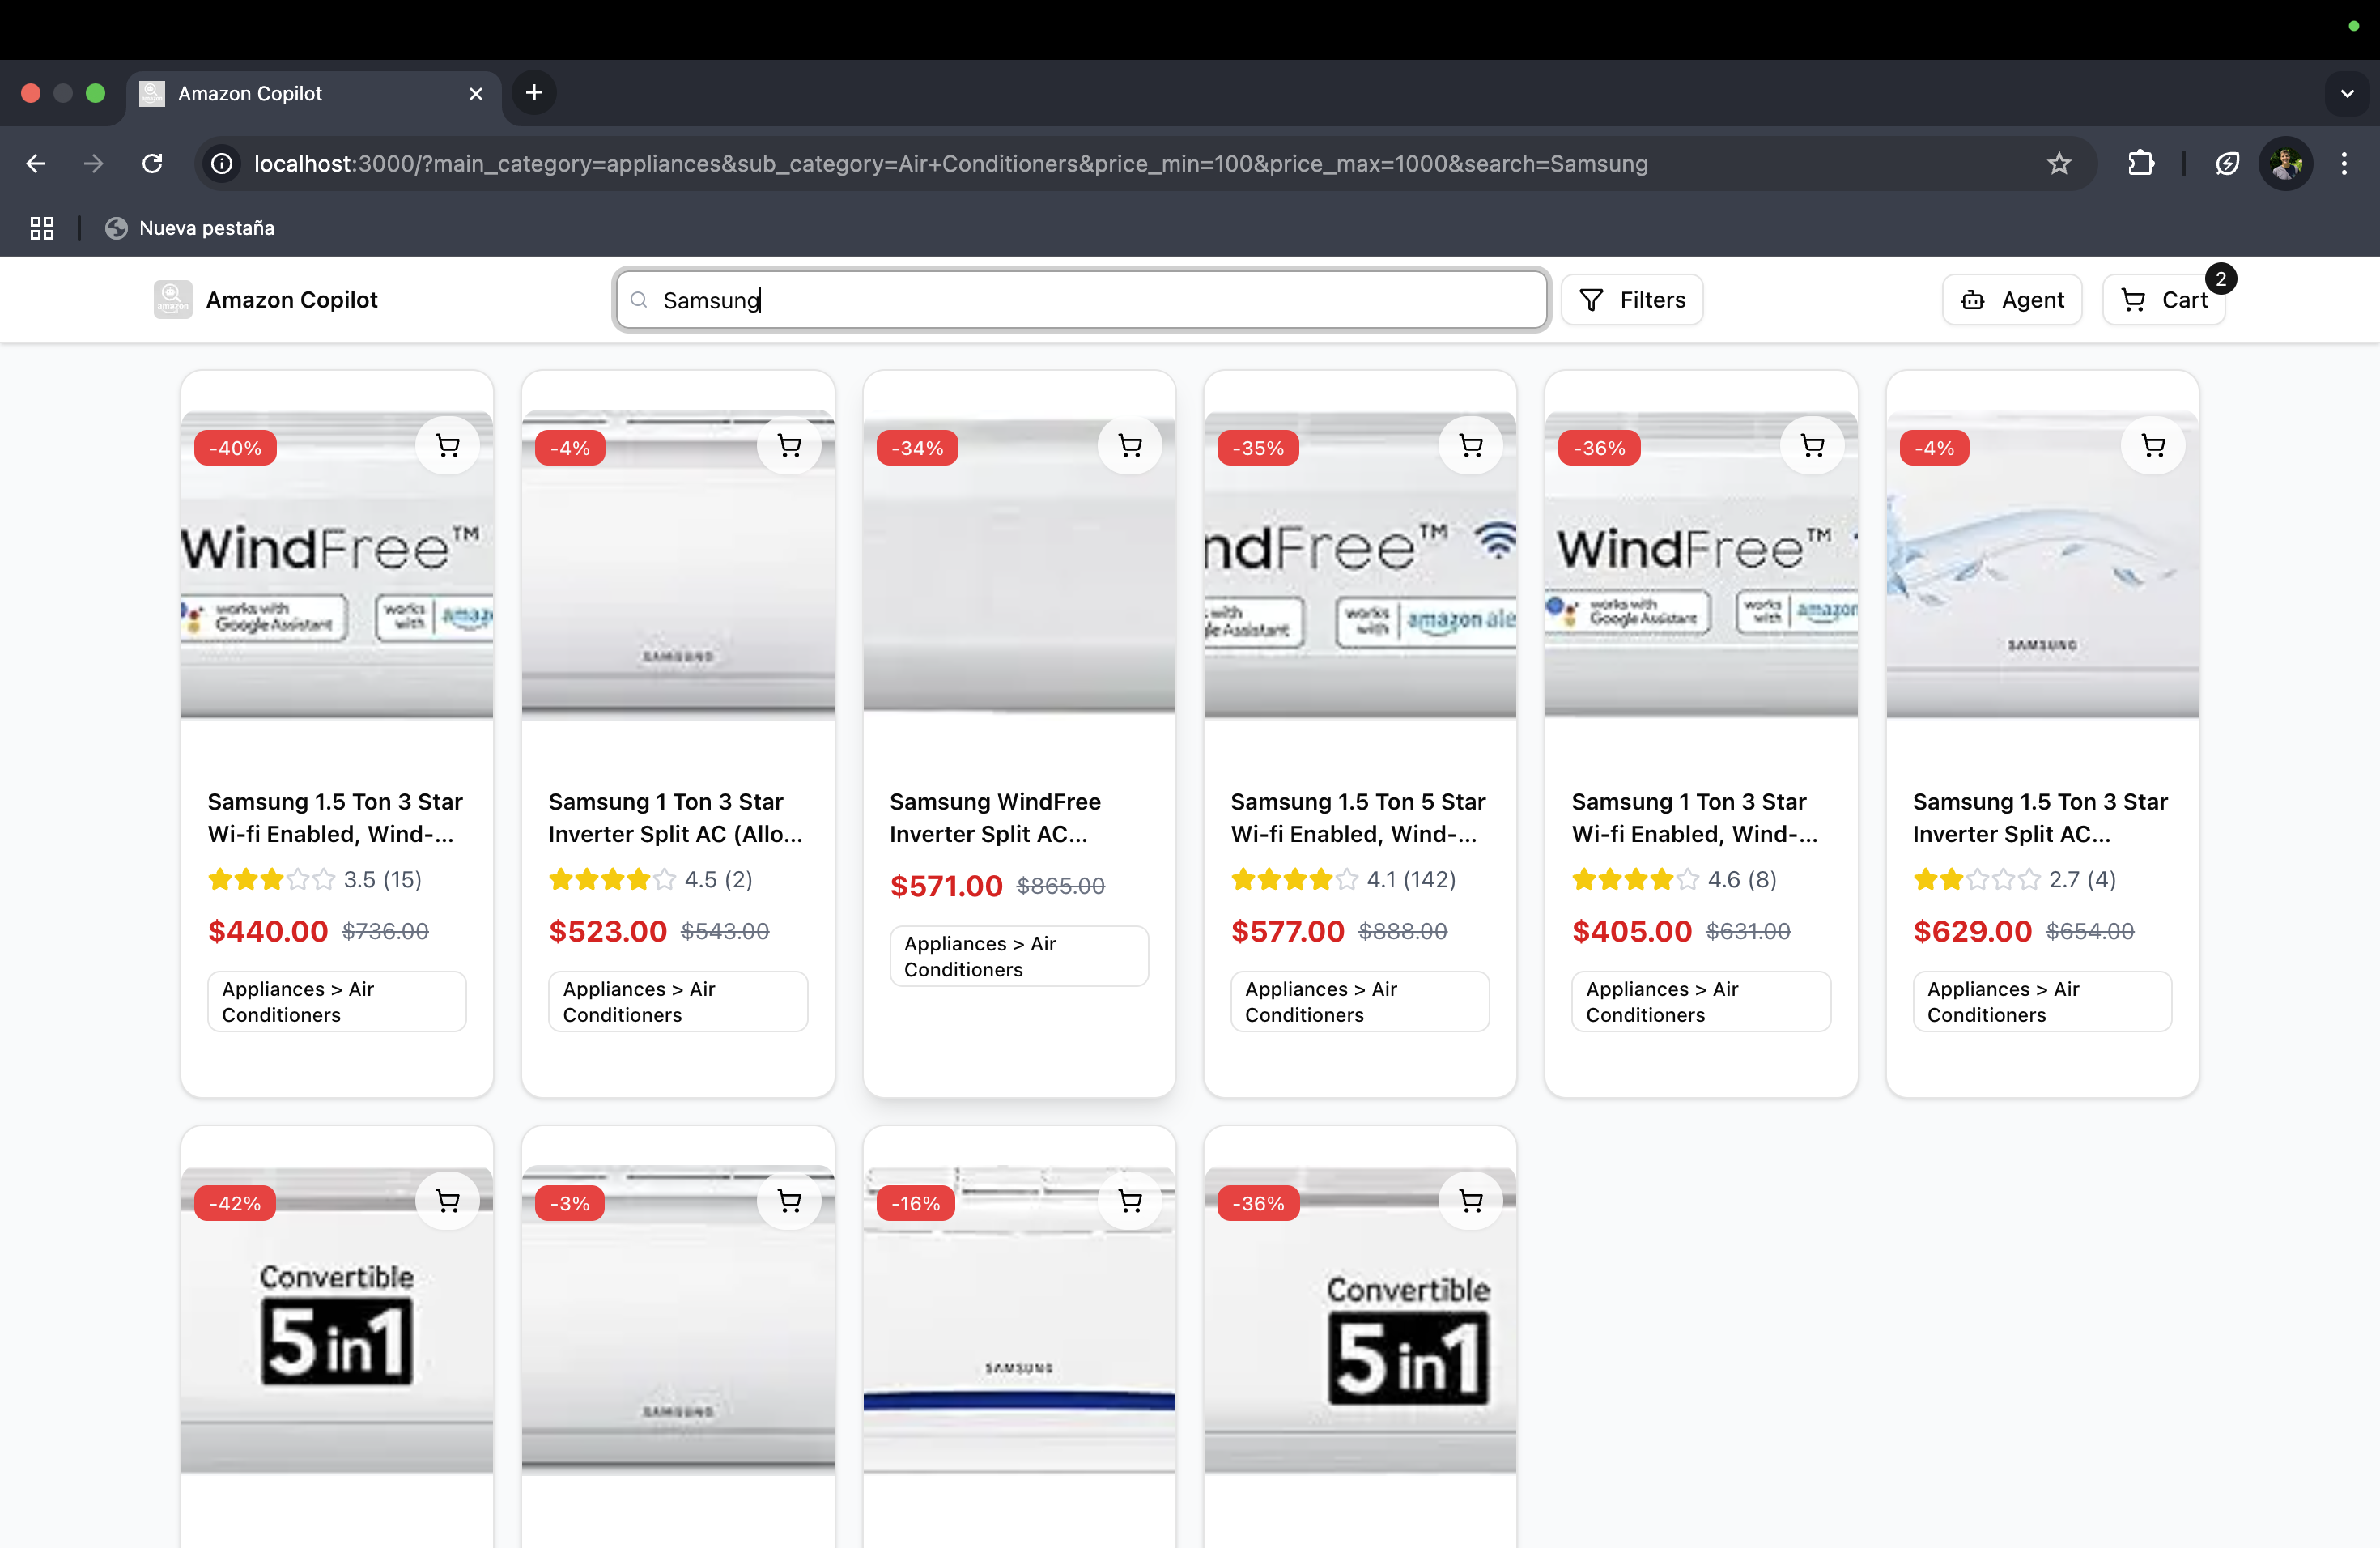 Amazon Copilot
localhost:3000/?main_category=appliances&sub_category=Air+Conditioners&price_min=100&price_max=1000&search=Samsung
Nueva pestaña
amazon
Amazon Copilot
Samsung
Filters
Agent
Cart
2
-40%
WindFree™
works with
Google Assistant
works
with
-4%
SAMSUNG
-34%
-35%
ndFree™
with
Assistant
works
with
amazon
-36%
WindFree™
works with
Google Assistant
works
with
amazon
-4%
SAMSUNG
Samsung 1.5 Ton 3 Star
Wi-fi Enabled, Wind-...
3.5 (15)
$440.00 $736.00
Appliances > Air
Conditioners
Samsung 1 Ton 3 Star
Inverter Split AC (Allo...
4.5 (2)
$523.00 $543.00
Appliances > Air
Conditioners
Samsung WindFree
Inverter Split AC...
$571.00 $865.00
Appliances > Air
Conditioners
Samsung 1.5 Ton 5 Star
Wi-fi Enabled, Wind-...
4.1 (142)
$577.00 $888.00
Appliances > Air
Conditioners
Samsung 1 Ton 3 Star
Wi-fi Enabled, Wind-...
4.6 (8)
$405.00 $631.00
Appliances > Air
Conditioners
Samsung 1.5 Ton 3 Star
Inverter Split AC...
2.7 (4)
$629.00 $654.00
Appliances > Air
Conditioners
-42%
Convertible
5in1
-3%
SAMSUNG
-16%
SAMSUNG
-36%
Convertible
5in1